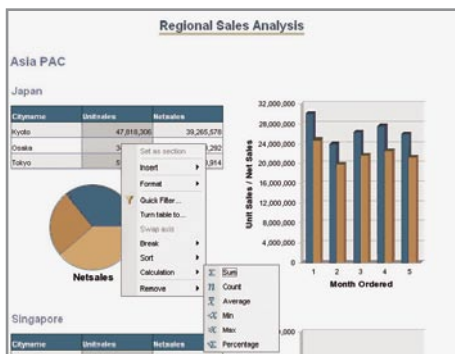 Regional Sales Analysis
Asia PAC
Japan
Cityname Unitsales Netsales
Kyoto 47,818,306 39,265,578
Osaka
Tokyo
Set as section
Insert
Format
Quick Filter...
Turn table to...
Swap axis
Break
Sort
Calculation
Remove
Sum
Count
Average
Min
Max
Percentage
Netsales
Unit Sales / Net Sales
32,000,000
28,000,000
24,000,000
20,000,000
16,000,000
12,000,000
8,000,000
4,000,000
0
1 2 3 4 5
Month Ordered
Singapore
Cityname Unitsales Netsales